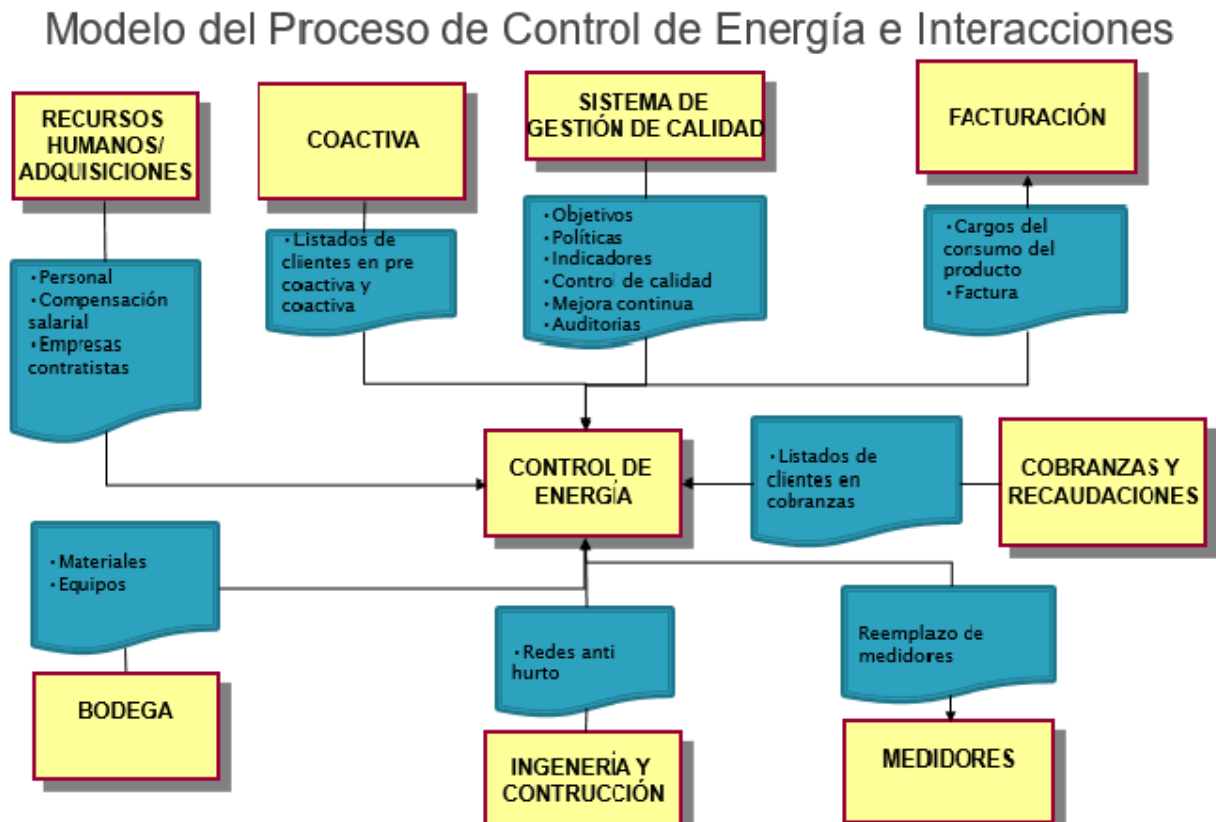 Modelo del Proceso de Control de Energía e Interacciones
RECURSOS
HUMANOS/
ADQUISICIONES
COACTIVA
SISTEMA DE
GESTIÓN DE CALIDAD
FACTURACIÓN
•Personal
•Compensación
salarial
•Empresas
contratistas
•Listados de
clientes en pre
coactiva y
coactiva
•Objetivos
•Políticas
•Indicadores
•Control de calidad
•Mejora continua
•Auditorias
•Cargos del
consumo del
producto
•Factura
CONTROL DE
ENERGÍA
•Listados de
clientes en
cobranzas
COBRANZAS Y
RECAUDACIONES
•Materiales
•Equipos
•Redes anti
hurto
Reemplazo de
medidores
BODEGA
INGENERÍA Y
CONTRUCCIÓN
MEDIDORES